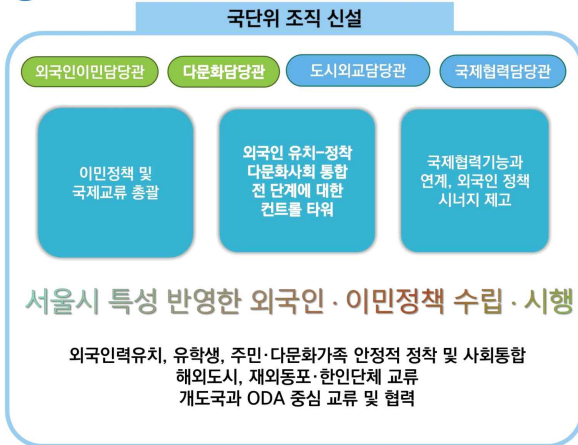 국단위 조직 신설
외국인이민담당관
다문화담당관
도시외교담당관
국제협력담당관
이민정책 및
국제교류 총괄
외국인 유치-정착
다문화사회 통합
전 단계에 대한
컨트롤 타워
국제협력기능과
연계, 외국인 정책
시너지 제고
서울시 특성 반영한 외국인 · 이민정책 수립 · 시행
외국인력유치, 유학생, 주민·다문화가족 안정적 정착 및 사회통합
해외도시, 재외동포·한인단체 교류
개도국과 ODA 중심 교류 및 협력